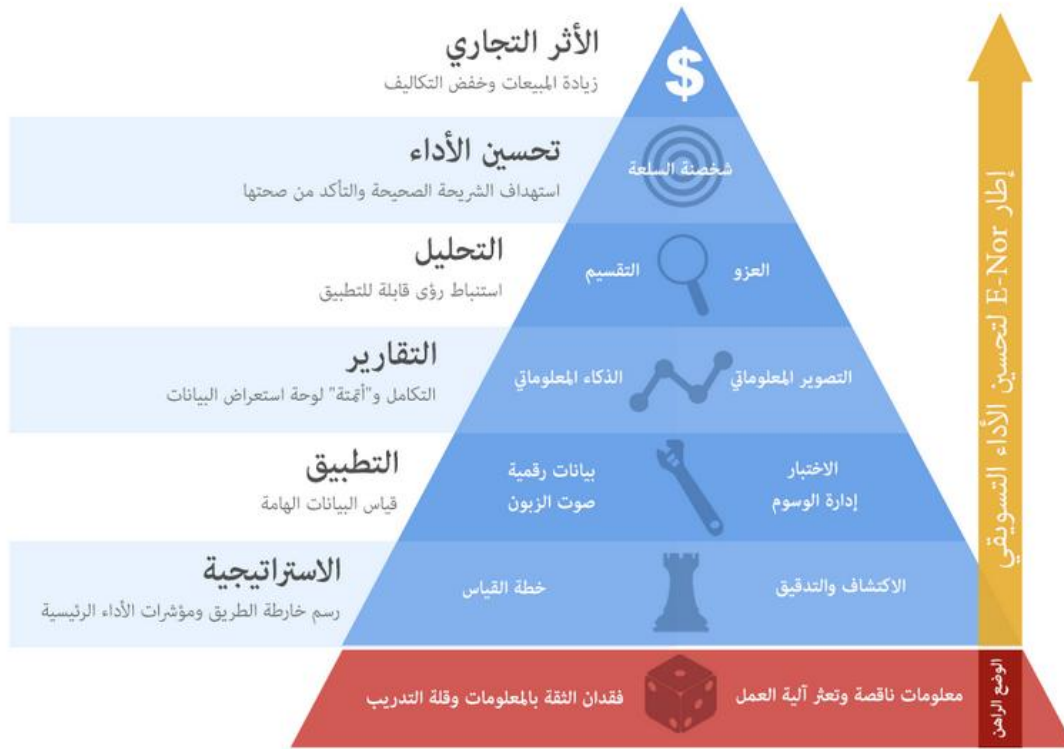 الأثر التجاري
زيادة المبيعات وخفض التكاليف
$
تحسين الأداء
استهداف الشريحة الصحيحة والتأكد من صحتها
شخصنة السلعة
التحليل
استنباط رؤى قابلة للتطبيق
العزو
التقسيم
التقارير
التكامل و"أتمتة" لوحة استعراض البيانات
التصوير المعلوماتي
الذكاء المعلوماتي
التطبيق
قياس البيانات الهامة
الاختبار
إدارة الوسوم
بيانات رقمية
صوت الزبون
الاستراتيجية
رسم خارطة الطريق ومؤشرات الأداء الرئيسية
الاكتشاف والتدقيق
خطة القياس
معلومات ناقصة وتعثر آلية العمل
فقدان الثقة بالمعلومات وقلة التدريب
إطار E-Nor لتحسين الأداء التسويقي
الوضع الراهن